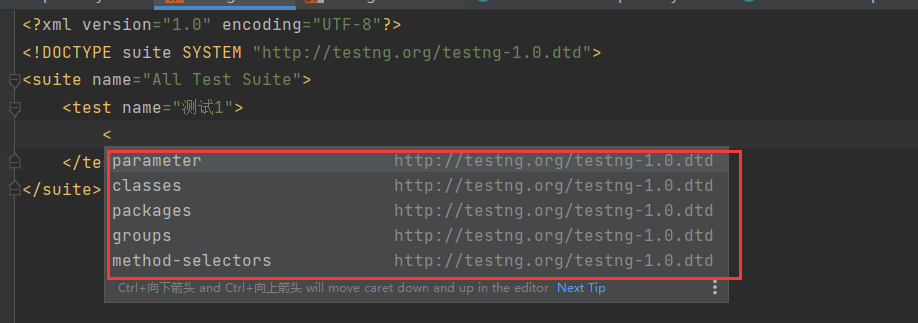 <?xml version="1.0" encoding="UTF-8"?>
<!DOCTYPE suite SYSTEM "http://testng.org/testng-1.0.dtd">
<suite name="All Test Suite">
<test name="测试1">
<
parameter http://testng.org/testng-1.0.dtd
</te
classes http://testng.org/testng-1.0.dtd
</suite>
packages http://testng.org/testng-1.0.dtd
groups http://testng.org/testng-1.0.dtd
method-selectors http://testng.org/testng-1.0.dtd
Ctrl+向下箭头 and Ctrl+向上箭头 will move caret down and up in the editor Next Tip